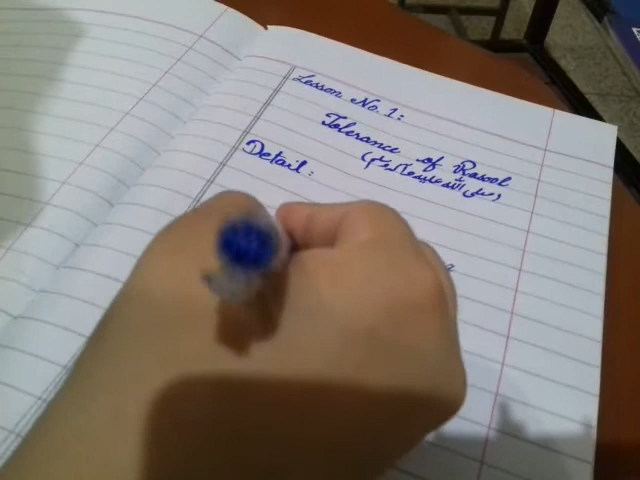 Lesson No. 1:
Tolerance of Rasool
(صلی اللہ علیہ وآلہ وسلم)
Detail: